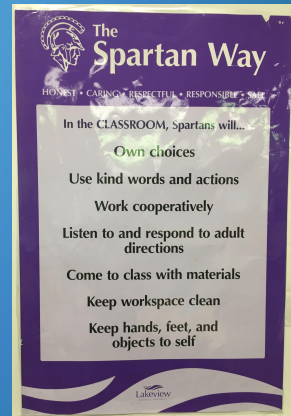 The
Spartan Way
HONEST • CARING • RESPECTFUL • RESPONSIBLE • SAFE
In the CLASSROOM, Spartans will...
Own choices
Use kind words and actions
Work cooperatively
Listen to and respond to adult
directions
Come to class with materials
Keep workspace clean
Keep hands, feet, and
objects to self
Lakeview